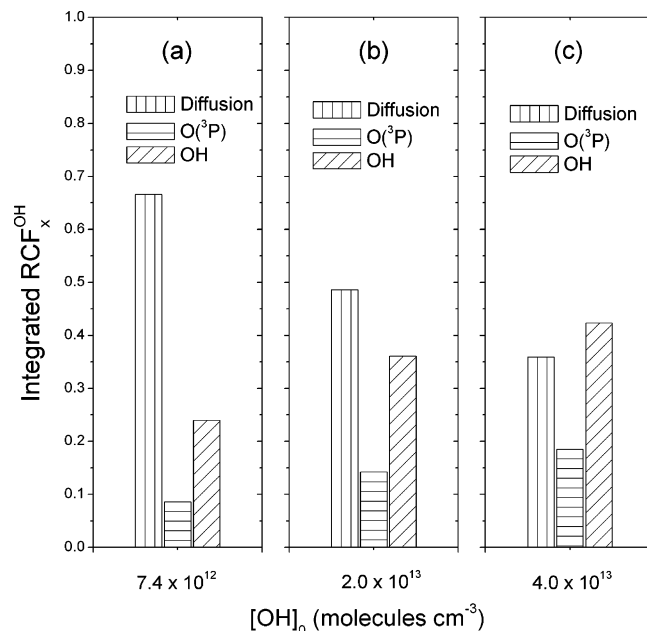 (a) (b) (c)
Diffusion
O(³P)
OH
Diffusion
O(³P)
OH
Diffusion
O(³P)
OH
Integrated RCFₓᴼᴴ
1.0
0.9
0.8
0.7
0.6
0.5
0.4
0.3
0.2
0.1
0.0
7.4 x 10¹² 2.0 x 10¹³ 4.0 x 10¹³
[OH]₀ (molecules cm⁻³)